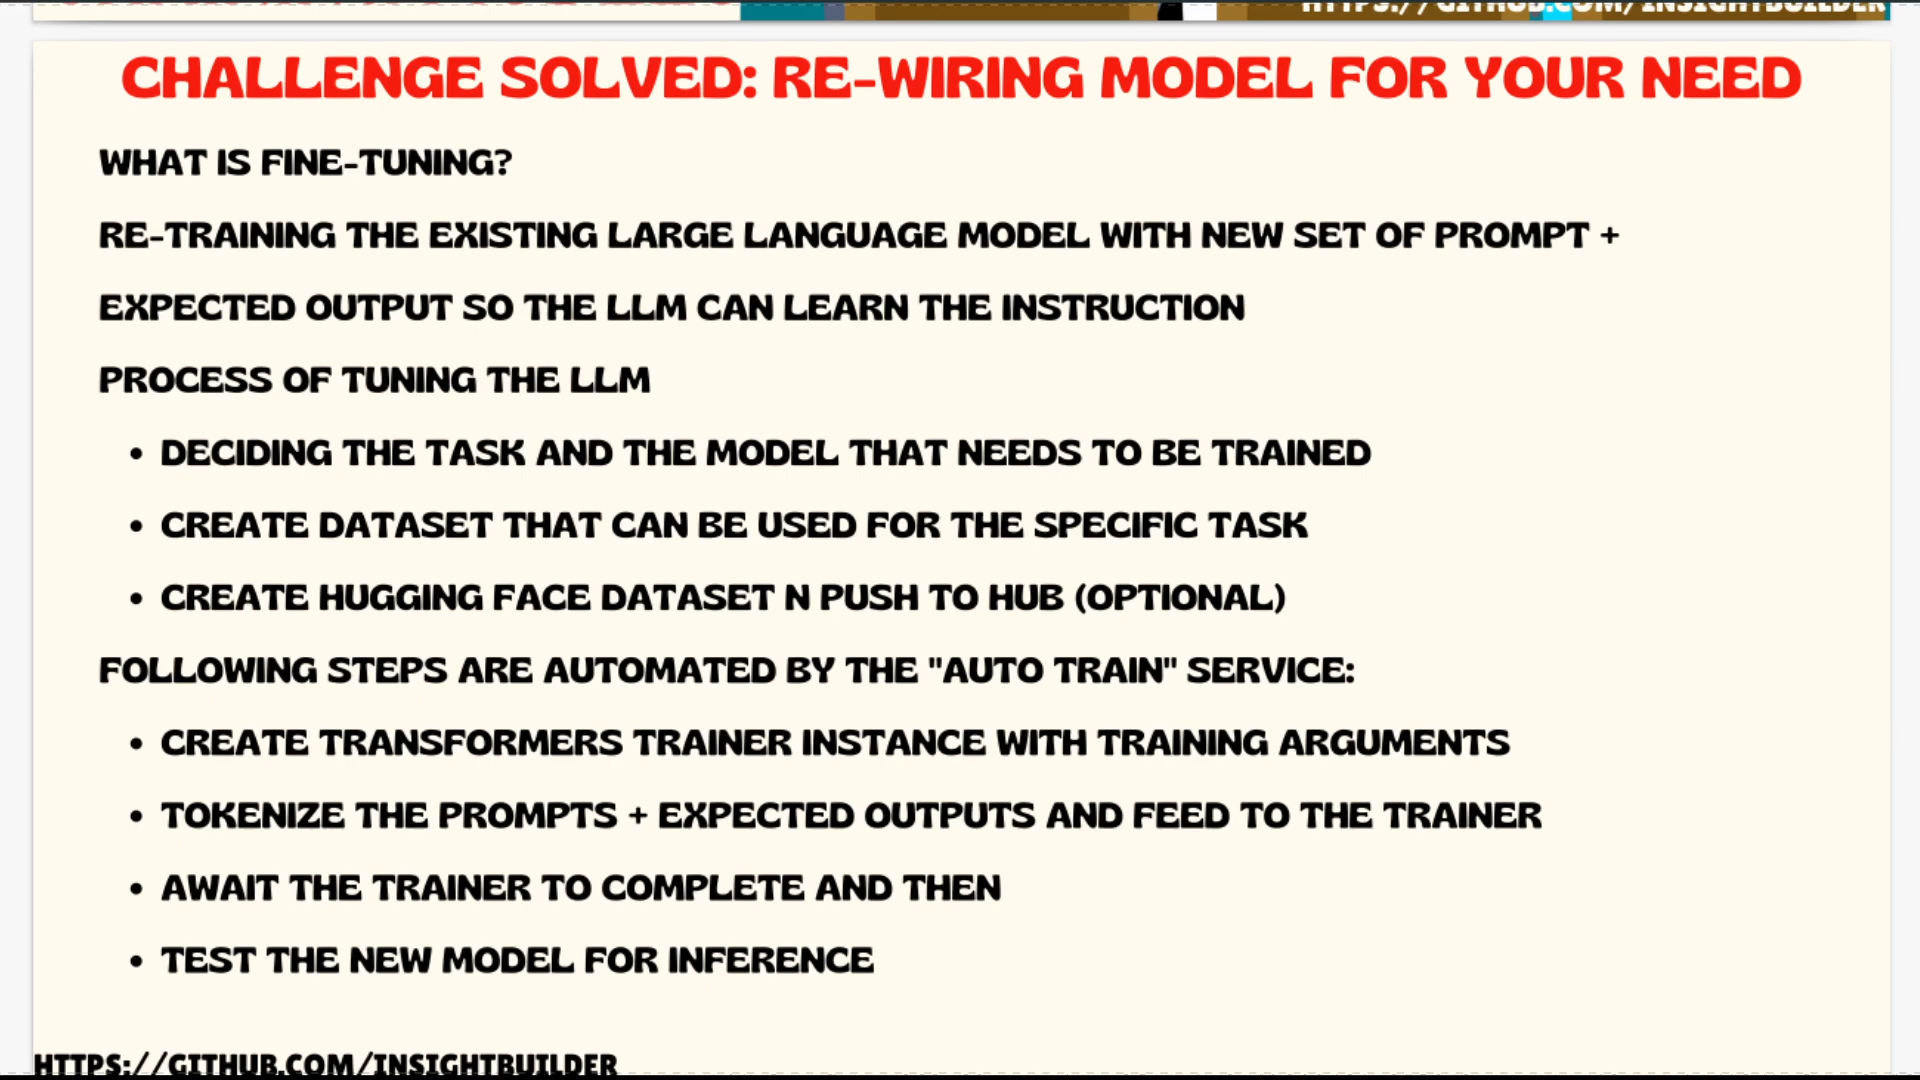 HTTPS://GITHUB.COM/INSIGHTBUILDER
CHALLENGE SOLVED: RE-WIRING MODEL FOR YOUR NEED
WHAT IS FINE-TUNING?
RE-TRAINING THE EXISTING LARGE LANGUAGE MODEL WITH NEW SET OF PROMPT +
EXPECTED OUTPUT SO THE LLM CAN LEARN THE INSTRUCTION
PROCESS OF TUNING THE LLM
• DECIDING THE TASK AND THE MODEL THAT NEEDS TO BE TRAINED
• CREATE DATASET THAT CAN BE USED FOR THE SPECIFIC TASK
• CREATE HUGGING FACE DATASET N PUSH TO HUB (OPTIONAL)
FOLLOWING STEPS ARE AUTOMATED BY THE "AUTO TRAIN" SERVICE:
• CREATE TRANSFORMERS TRAINER INSTANCE WITH TRAINING ARGUMENTS
• TOKENIZE THE PROMPTS + EXPECTED OUTPUTS AND FEED TO THE TRAINER
• AWAIT THE TRAINER TO COMPLETE AND THEN
• TEST THE NEW MODEL FOR INFERENCE
HTTPS://GITHUB.COM/INSIGHTBUILDER